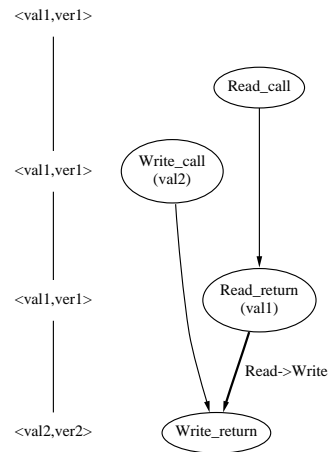 <val1,ver1>
Read_call
<val1,ver1>
Write_call
(val2)
<val1,ver1>
Read_return
(val1)
Read->Write
<val2,ver2>
Write_return